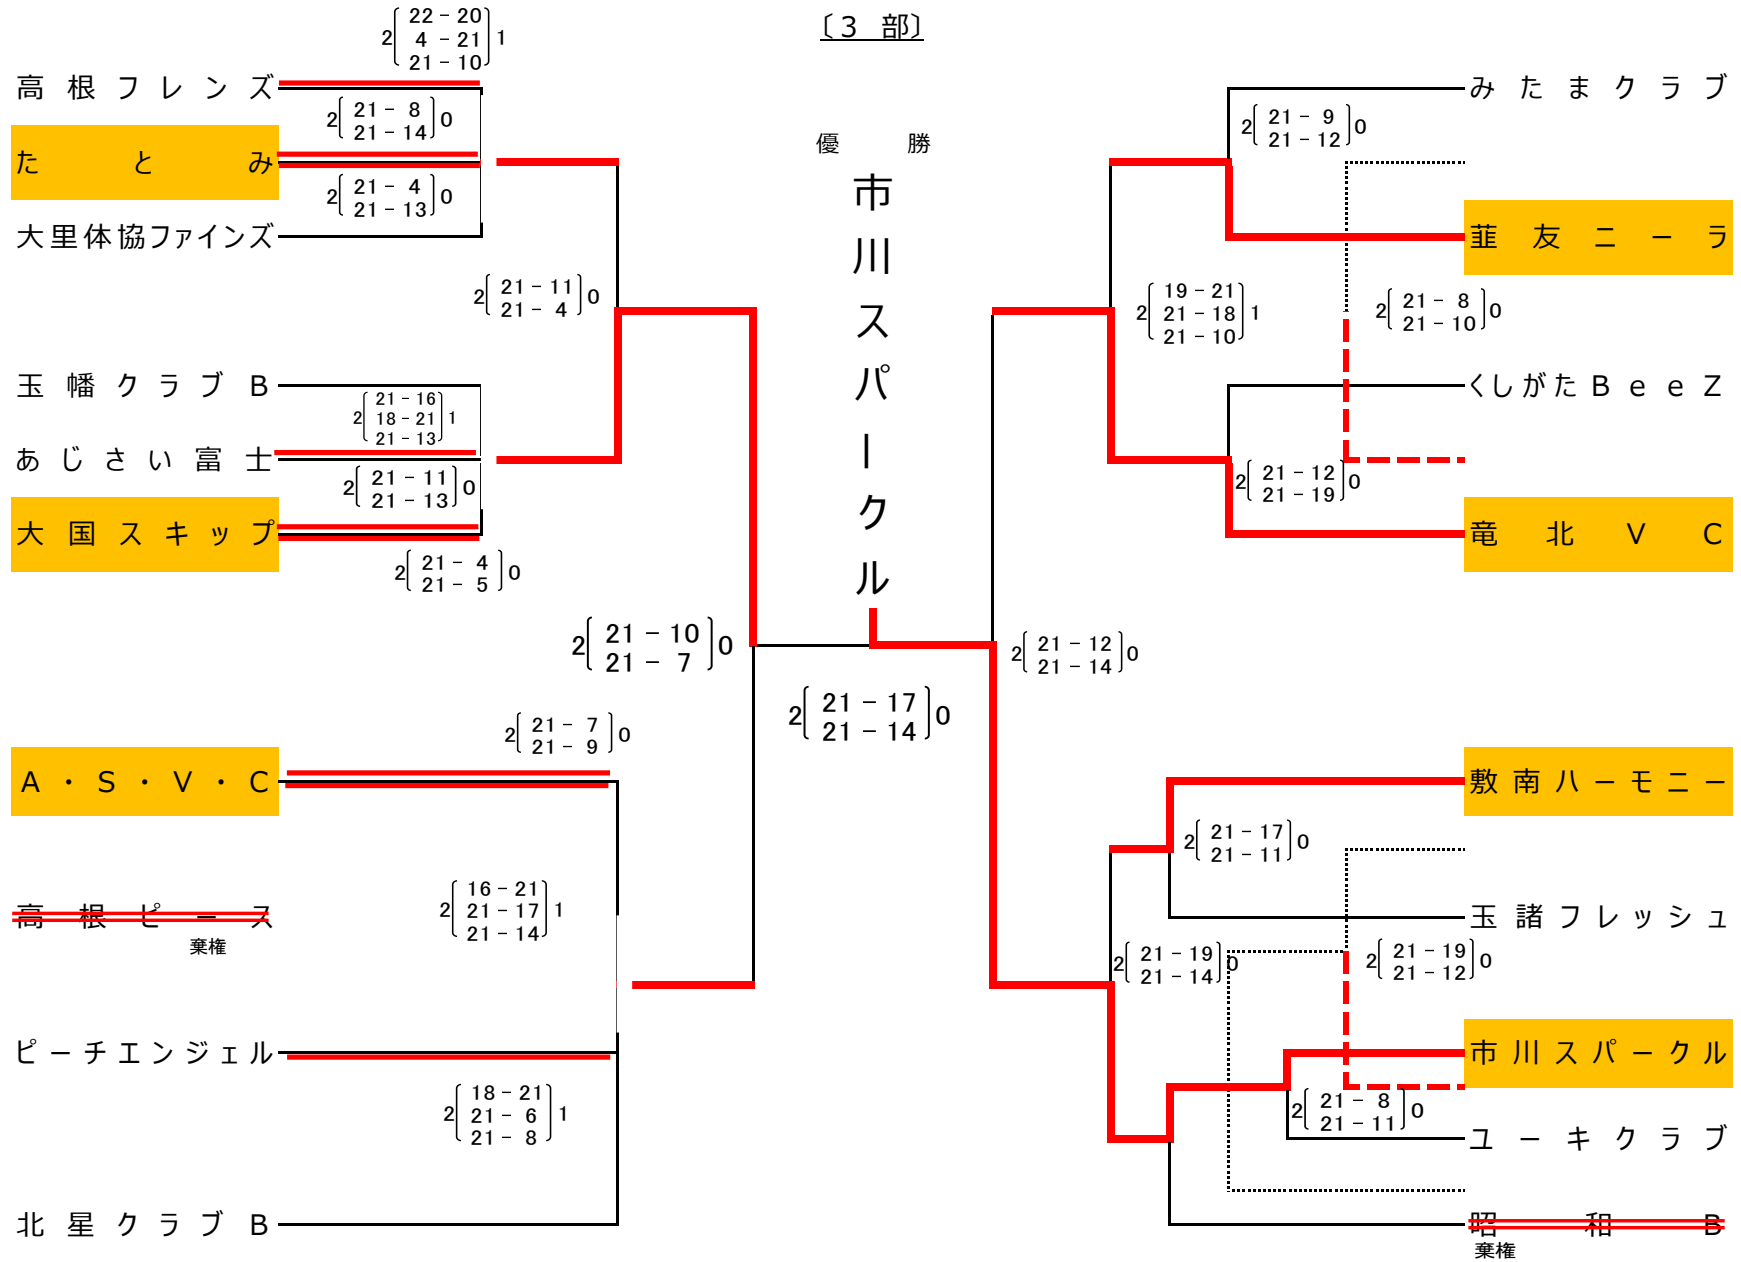 〔3 部〕
優 勝
市川スパークル
22－20
2 4 －21 1
21－10
高根フレンズ
2 21－ 8 0
21－14
たとみ
2 21－ 4 0
21－13
大里体協ファインズ
2 21－11 0
21－ 4
玉幡クラブB
21－16
2 18－21 1
21－13
あじさい富士
2 21－11 0
21－13
大国スキップ
2 21－ 4 0
21－ 5
2 21－10 0
21－ 7
2 21－ 7 0
21－ 9
A・S・V・C
16－21
2 21－17 1
21－14
高根ピース
棄権
ピーチエンジェル
18－21
2 21－ 6 1
21－ 8
北星クラブB
2 21－17 0
21－14
みたまクラブ
2 21－ 9 0
21－12
韮友ニーラ
19－21
2 21－18 1
21－10
2 21－ 8 0
21－10
くしがたBeeZ
2 21－12 0
21－19
竜北VC
2 21－12 0
21－14
敷南ハーモニー
2 21－17 0
21－11
玉諸フレッシュ
2 21－19 0
21－14
2 21－19 0
21－12
市川スパークル
2 21－ 8 0
21－11
ユーキクラブ
昭和B
棄権